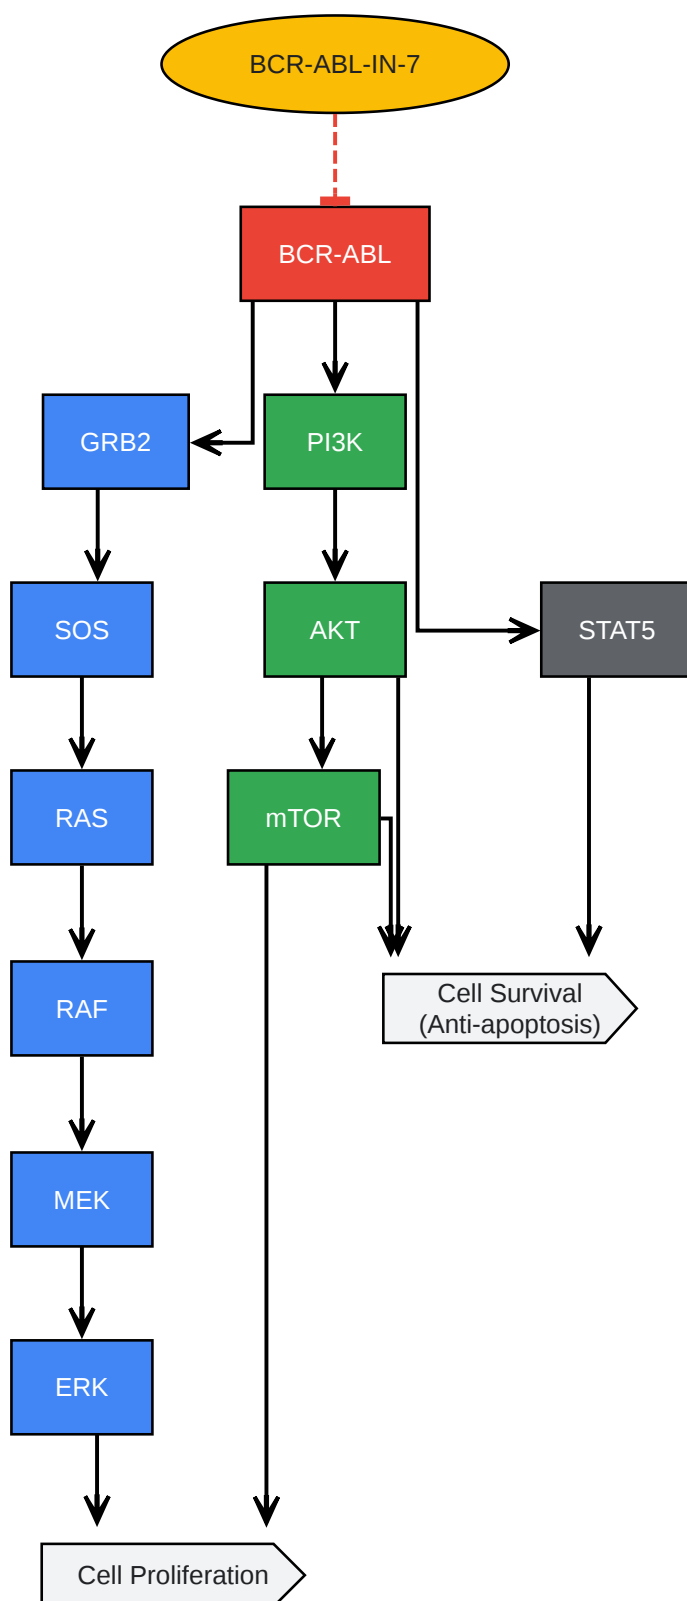 BCR-ABL-IN-7
BCR-ABL
GRB2
PI3K
SOS
AKT
STAT5
RAS
mTOR
RAF
Cell Survival
(Anti-apoptosis)
MEK
ERK
Cell Proliferation